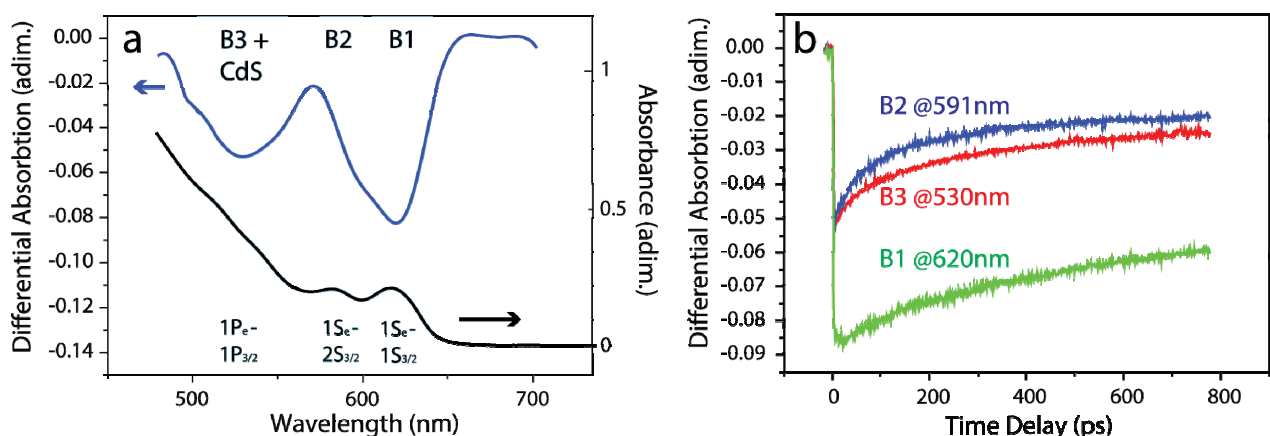 a
B3 +
CdS
B2
B1
0.00
-0.02
-0.04
-0.06
-0.08
-0.10
-0.12
-0.14
Differential Absorbtion (adim.)
1
0.5
0
Absorbance
(adim.)
1Pe-
1P3/2
1Se-
2S3/2
1Se-
1S3/2
500
600
700
Wavelength (nm)
b
0.00
-0.01
-0.02
-0.03
-0.04
-0.05
-0.06
-0.07
-0.08
-0.09
Differential Absorbtion (adim.)
B2 @591nm
B3 @530nm
B1 @620nm
0
200
400
600
800
Time Delay (ps)